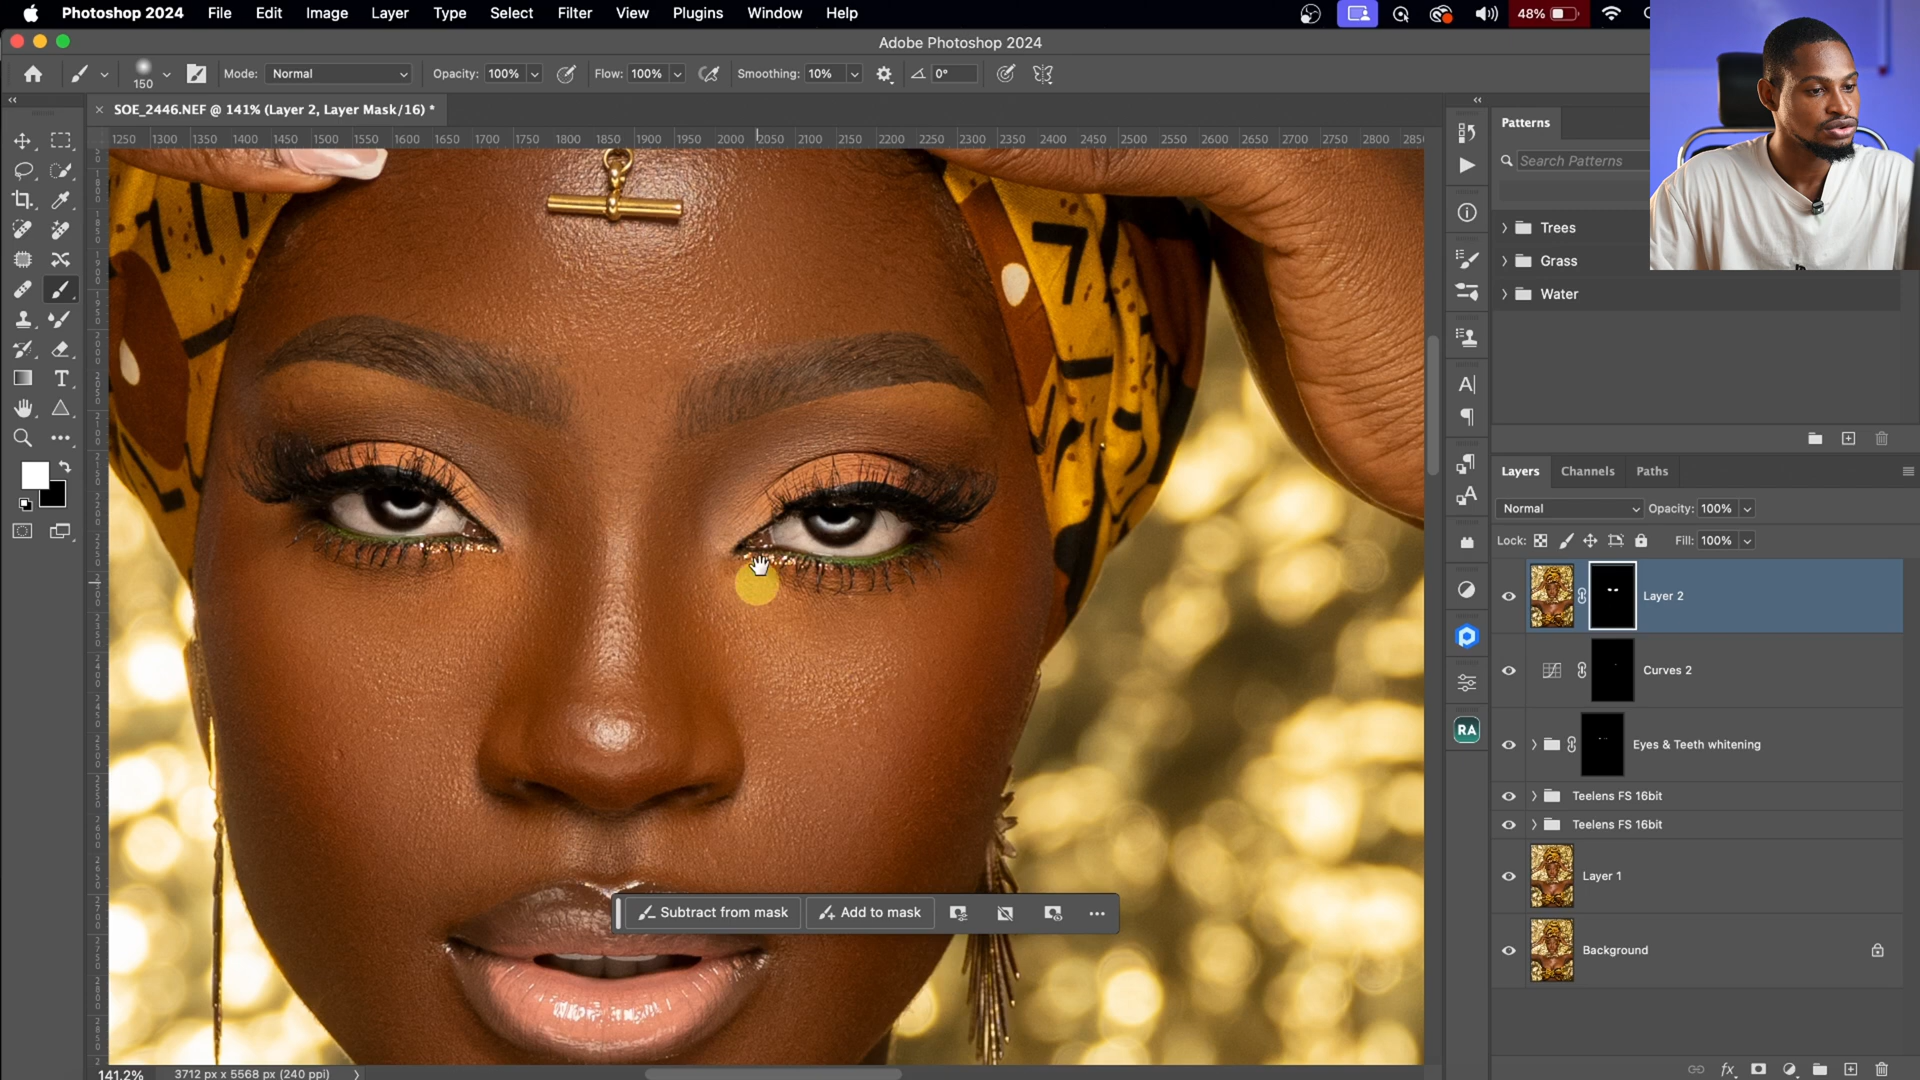 Photoshop 2024 File Edit Image Layer Type Select Filter View Plugins Window Help 48%
Adobe Photoshop 2024
150 Mode: Normal Opacity: 100% Flow: 100% Smoothing: 10% 0°
SOE_2446.NEF @ 141% (Layer 2, Layer Mask/16) *
1250 1300 1350 1400 1450 1500 1550 1600 1650 1700 1750 1800 1850 1900 1950 2000 2050 2100 2150 2200 2250 2300 2350 2400 2450 2500 2550 2600 2650 2700 2750 2800 285
Patterns
Search Patterns
Trees
Grass
Water
Layers Channels Paths
Normal Opacity: 100%
Lock: Fill: 100%
Layer 2
Curves 2
Eyes & Teeth whitening
Teelens FS 16bit
Teelens FS 16bit
Layer 1
Background
RA
Subtract from mask Add to mask
141.2% 3712 px x 5568 px (240 ppi)
fx